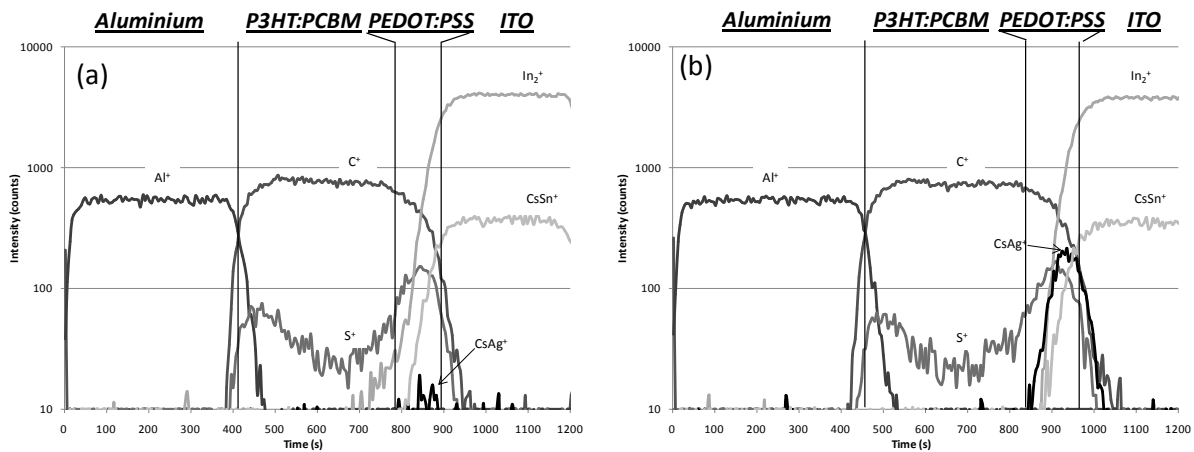 Aluminium P3HT:PCBM PEDOT:PSS ITO
(a)
10000
1000
100
10
Intensity (counts)
Al⁺
C⁺
S⁺
CsAg⁺
In₂⁺
CsSn⁺
0 100 200 300 400 500 600 700 800 900 1000 1100 1200
Time (s)
Aluminium P3HT:PCBM PEDOT:PSS ITO
(b)
10000
1000
100
10
Intensity (counts)
Al⁺
C⁺
S⁺
CsAg⁺
In₂⁺
CsSn⁺
0 100 200 300 400 500 600 700 800 900 1000 1100 1200
Time (s)